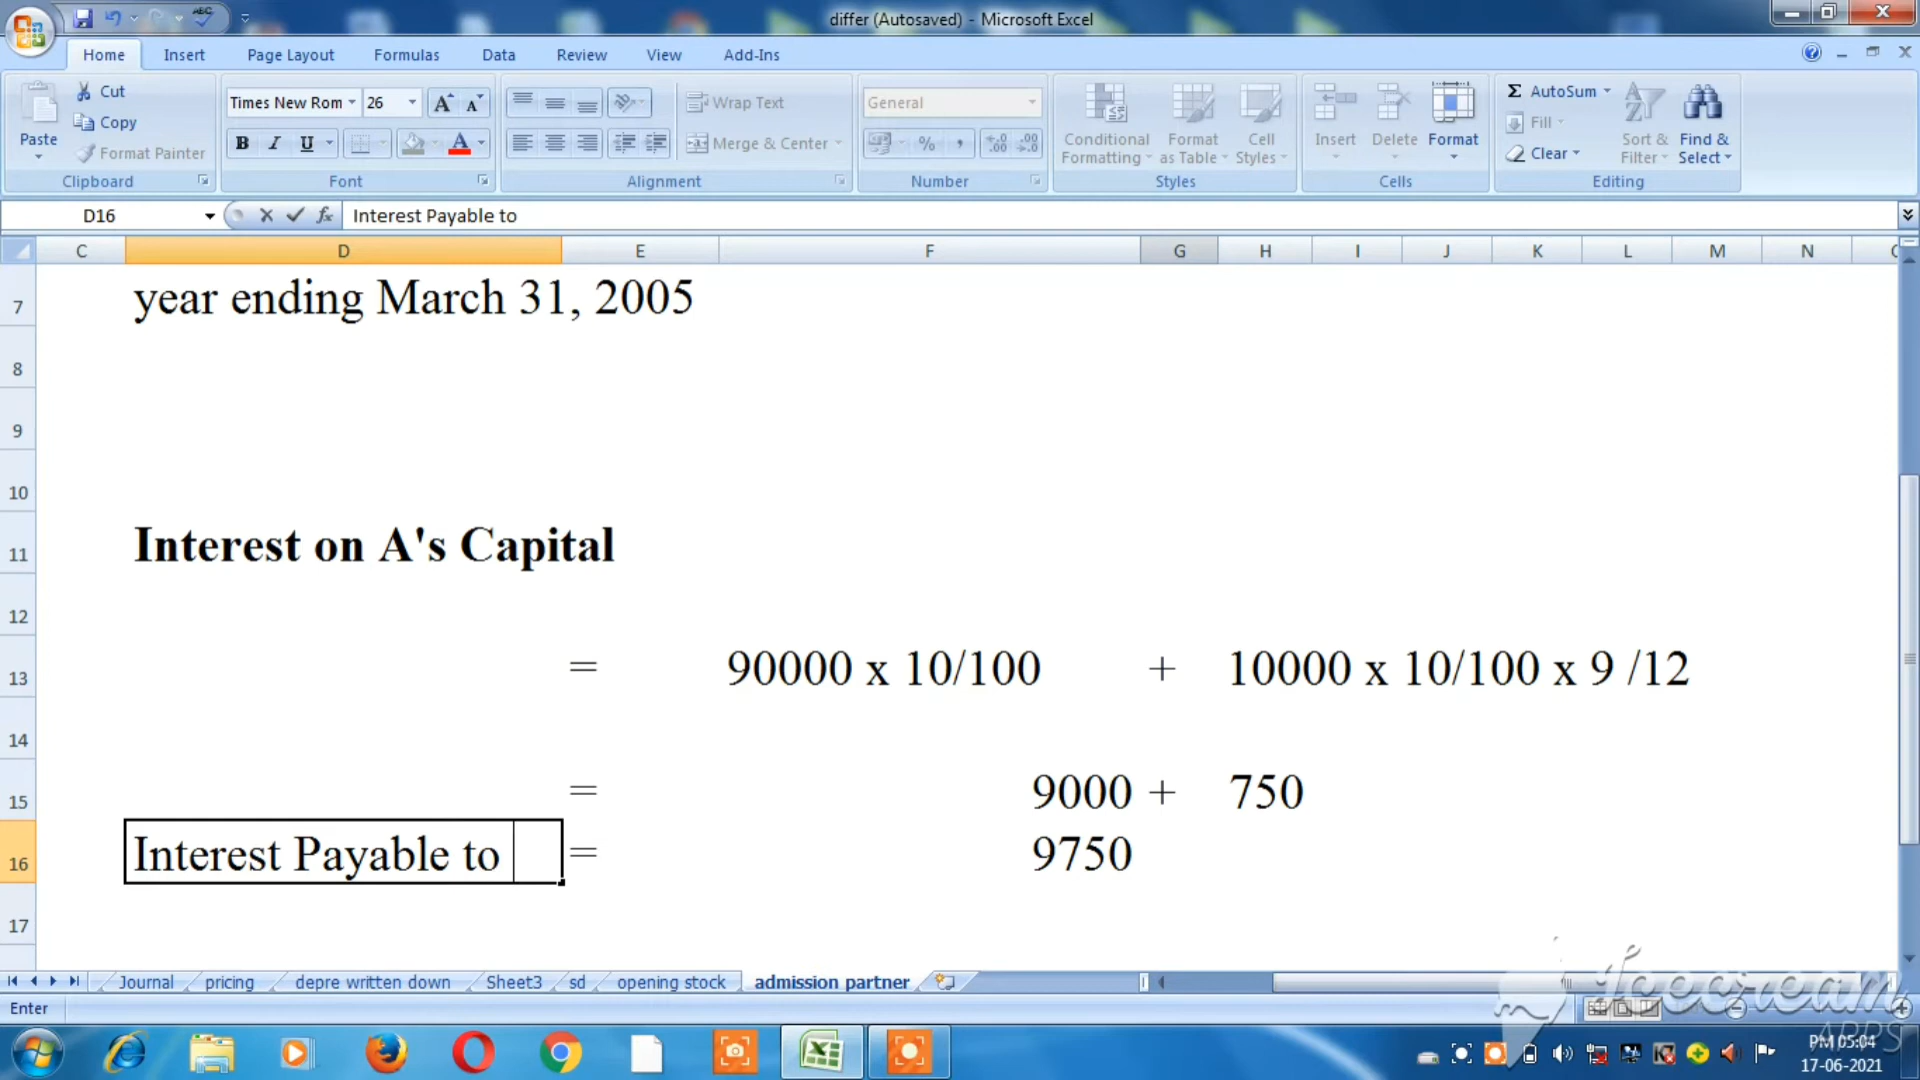 differ (Autosaved) - Microsoft Excel
Home Insert Page Layout Formulas Data Review View Add-Ins
Paste
Cut
Copy
Format Painter
Clipboard
Times New Rom 26
B I U
Font
Wrap Text
Merge & Center
Alignment
General
Number
Conditional Formatting
Format as Table
Cell Styles
Styles
Insert Delete Format
Cells
AutoSum
Fill
Clear
Sort & Filter
Find & Select
Editing
D16 fx Interest Payable to
C D E F G H I J K L M N
7 year ending March 31, 2005
8
9
10
11 Interest on A's Capital
12
13 = 90000 x 10/100 + 10000 x 10/100 x 9 /12
14
15 = 9000 + 750
16 Interest Payable to = 9750
17
Journal pricing depre written down Sheet3 sd opening stock admission partner
Enter
Icecream
APPS
PM 05:04
17-06-2021